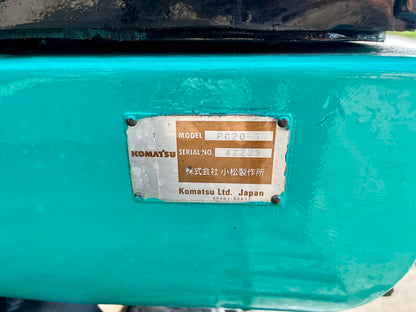 MODEL PC20-7
KOMATSU
SERIAL NO. 42229
株式会社 小松製作所
Komatsu Ltd. Japan